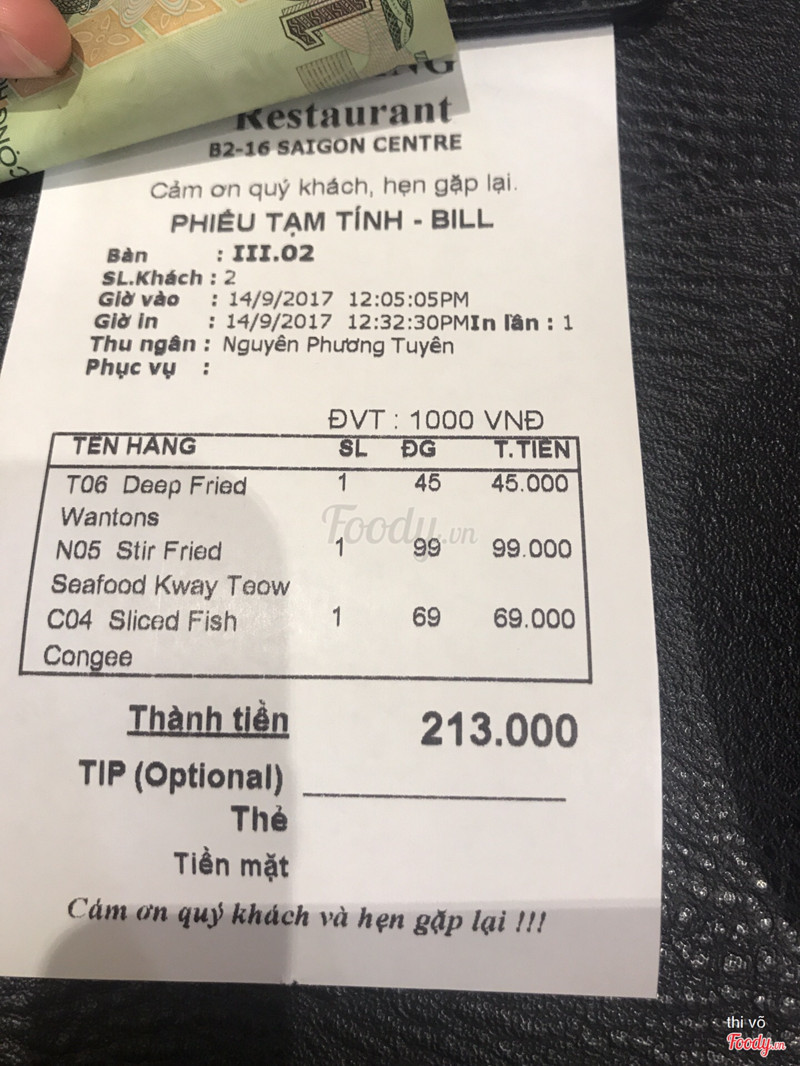 Restaurant
B2-16 SAIGON CENTRE
Cảm ơn quý khách, hẹn gặp lại.
PHIẾU TẠM TÍNH - BILL
Bàn : III.02
SL.Khách : 2
Giờ vào : 14/9/2017 12:05:05PM
Giờ in : 14/9/2017 12:32:30PM In lần : 1
Thu ngân : Nguyên Phương Tuyên
Phục vụ :
ĐVT : 1000 VNĐ
TÊN HÀNG SL ĐG T.TIỀN
T06 Deep Fried 1 45 45.000
Wantons
N05 Stir Fried 1 99 99.000
Seafood Kway Teow
C04 Sliced Fish 1 69 69.000
Congee
Thành tiền 213.000
TIP (Optional)
Thẻ
Tiền mặt
Cảm ơn quý khách và hẹn gặp lại !!!
Foody.vn
thi võ
Foody.vn